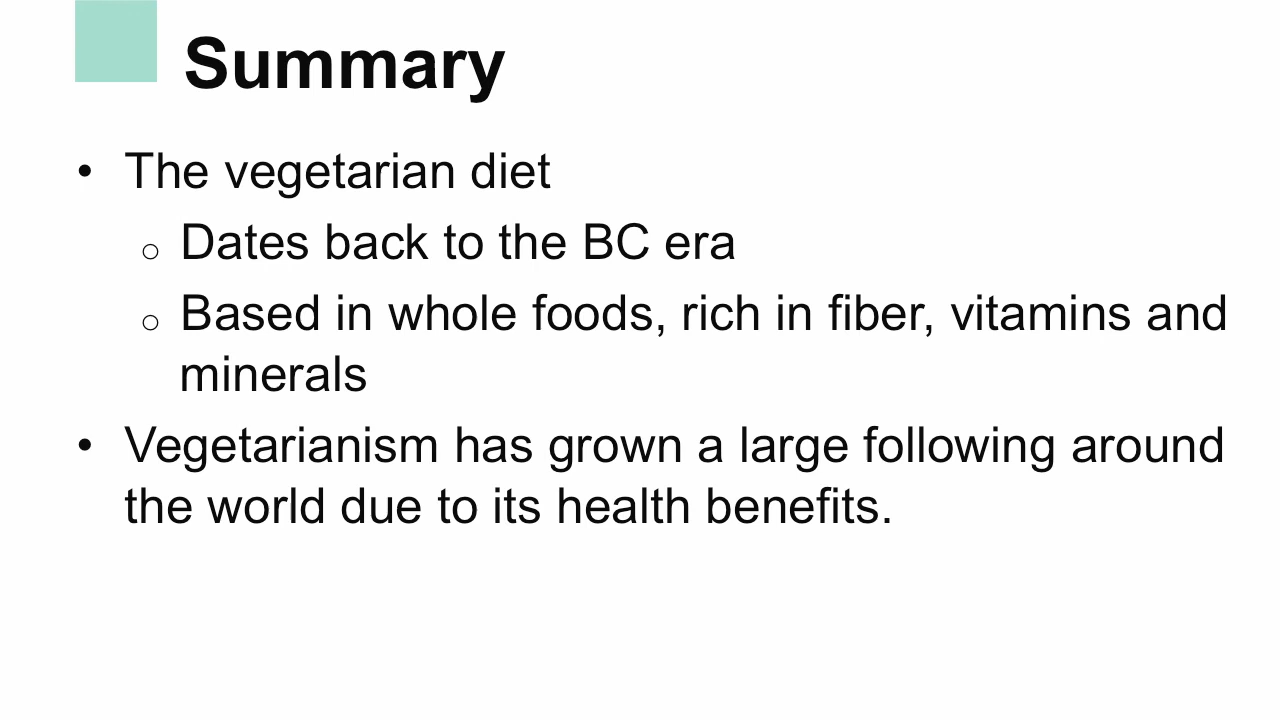 Summary
• The vegetarian diet
o Dates back to the BC era
o Based in whole foods, rich in fiber, vitamins and
minerals
• Vegetarianism has grown a large following around
the world due to its health benefits.